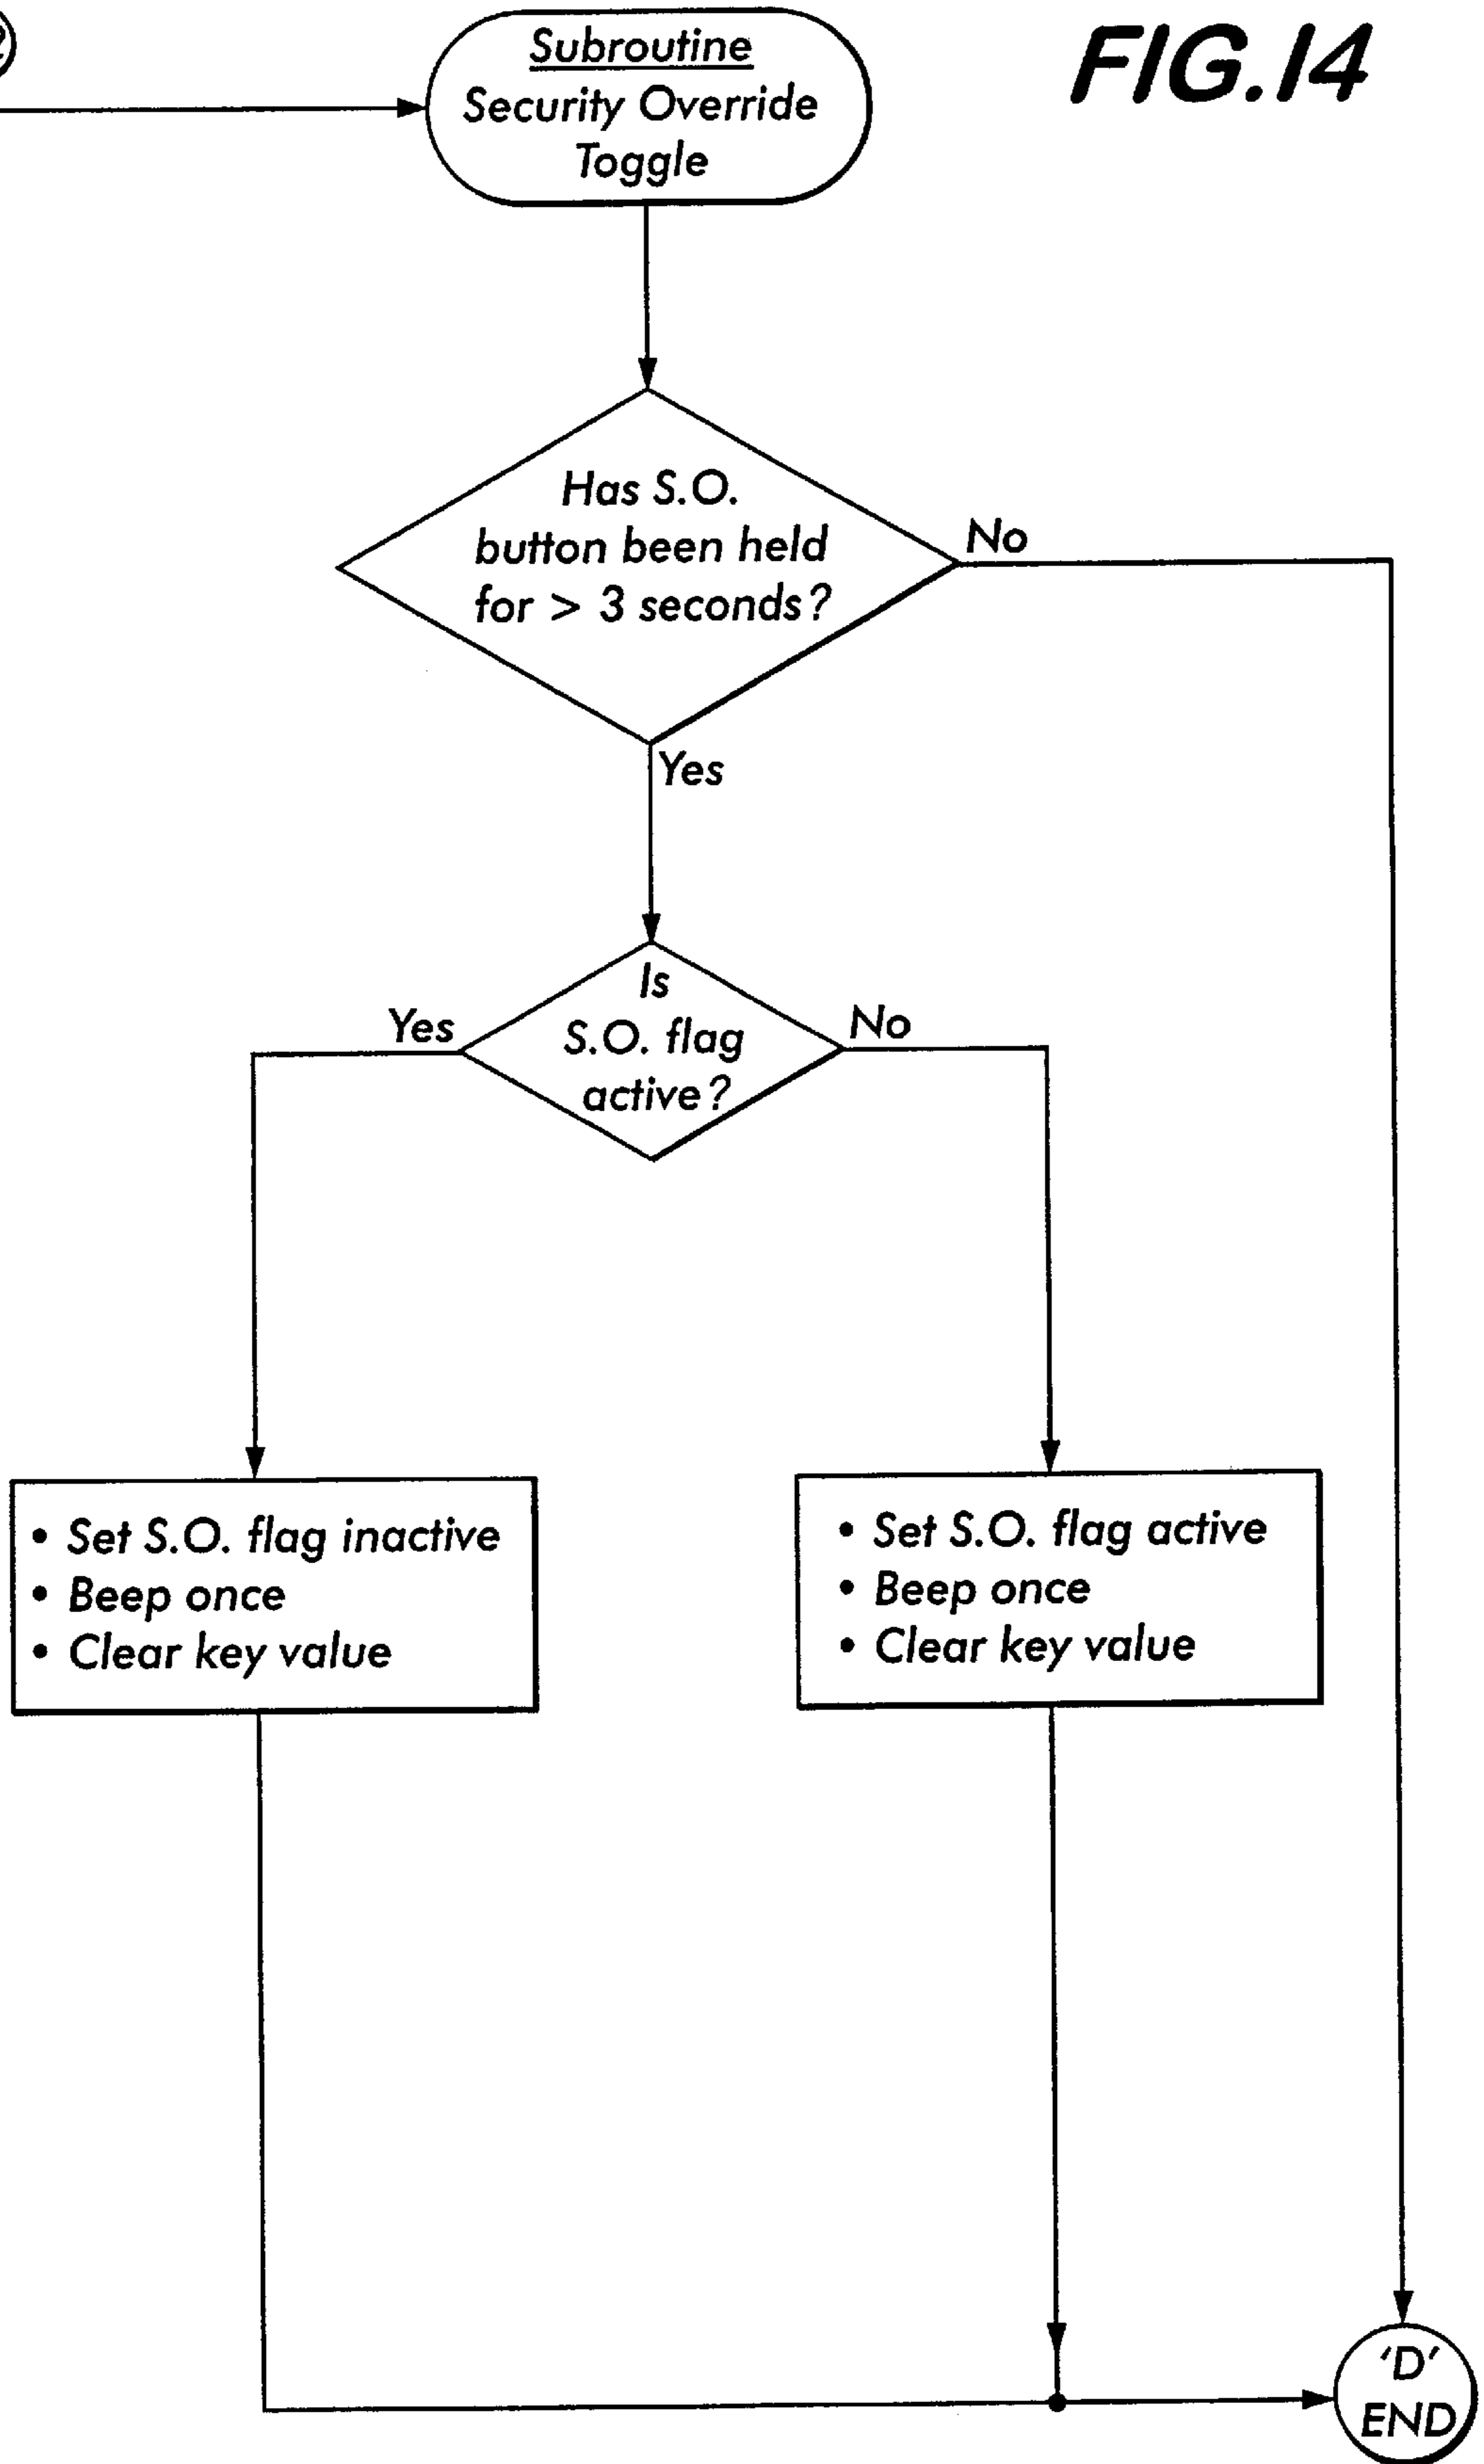 FIG.14
Subroutine
Security Override
Toggle
Has S.O.
button been held
for > 3 seconds?
No
Yes
Is
S.O. flag
active?
Yes
No
• Set S.O. flag inactive
• Beep once
• Clear key value
• Set S.O. flag active
• Beep once
• Clear key value
'D'
END